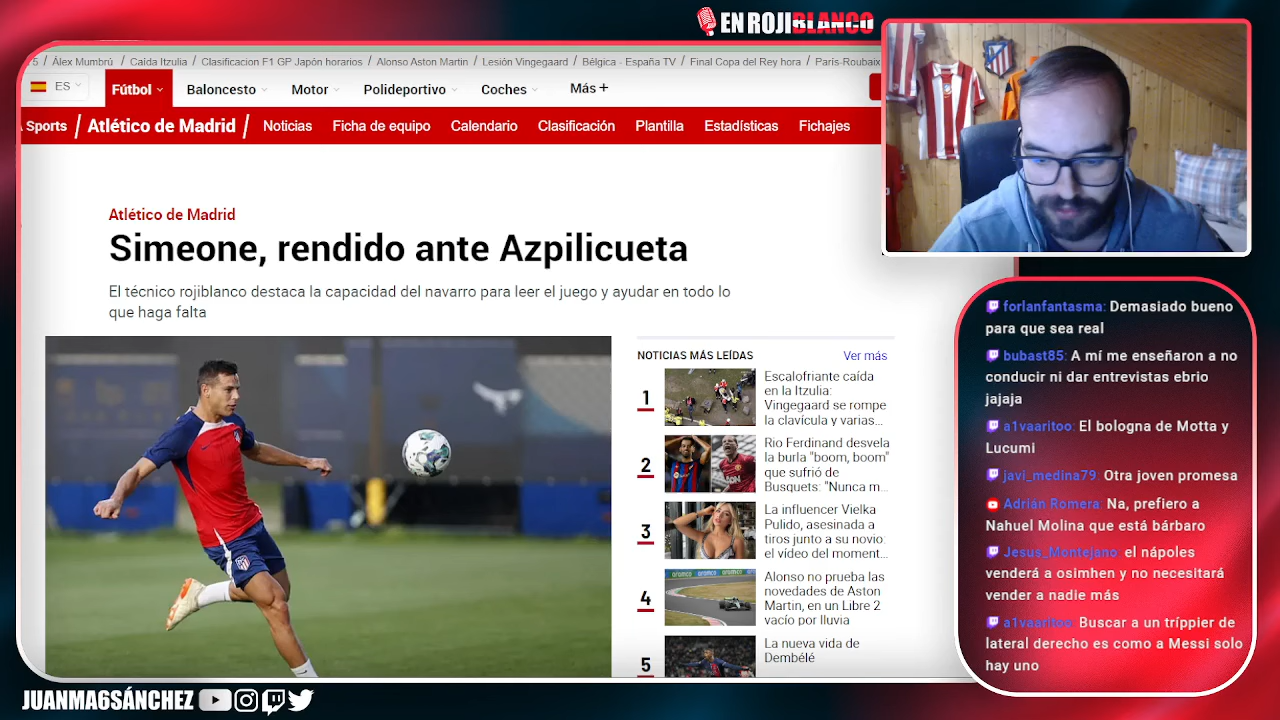 EN ROJIBLANCO
5 / Álex Mumbrú / Caída Itzulia / Clasificacion F1 GP Japón horarios / Alonso Aston Martin / Lesión Vingegaard / Bélgica - España TV / Final Copa del Rey hora / París-Roubaix
ES Fútbol Baloncesto Motor Polideportivo Coches Más +
Sports / Atlético de Madrid / Noticias Ficha de equipo Calendario Clasificación Plantilla Estadísticas Fichajes
Atlético de Madrid
Simeone, rendido ante Azpilicueta
El técnico rojiblanco destaca la capacidad del navarro para leer el juego y ayudar en todo lo
que haga falta
NOTICIAS MÁS LEÍDAS Ver más
1 Escalofriante caída
en la Itzulia:
Vingegaard se rompe
la clavícula y varias...
2 Rio Ferdinand desvela
la burla "boom, boom"
que sufrió de
Busquets: "Nunca m...
3 La influencer Vielka
Pulido, asesinada a
tiros junto a su novio:
el vídeo del moment...
4 Alonso no prueba las
novedades de Aston
Martin, en un Libre 2
vacío por lluvia
5 La nueva vida de
Dembélé
aramco aramco
forlanfantasma: Demasiado bueno
para que sea real
bubast85: A mí me enseñaron a no
conducir ni dar entrevistas ebrio
jajaja
a1vaaritoo: El bologna de Motta y
Lucumi
javi_medina79: Otra joven promesa
Adrián Romera: Na, prefiero a
Nahuel Molina que está bárbaro
Jesus_Montejano: el nápoles
venderá a osimhen y no necesitará
vender a nadie más
a1vaaritoo: Buscar a un tríppier de
lateral derecho es como a Messi solo
hay uno
JUANMA6SÁNCHEZ